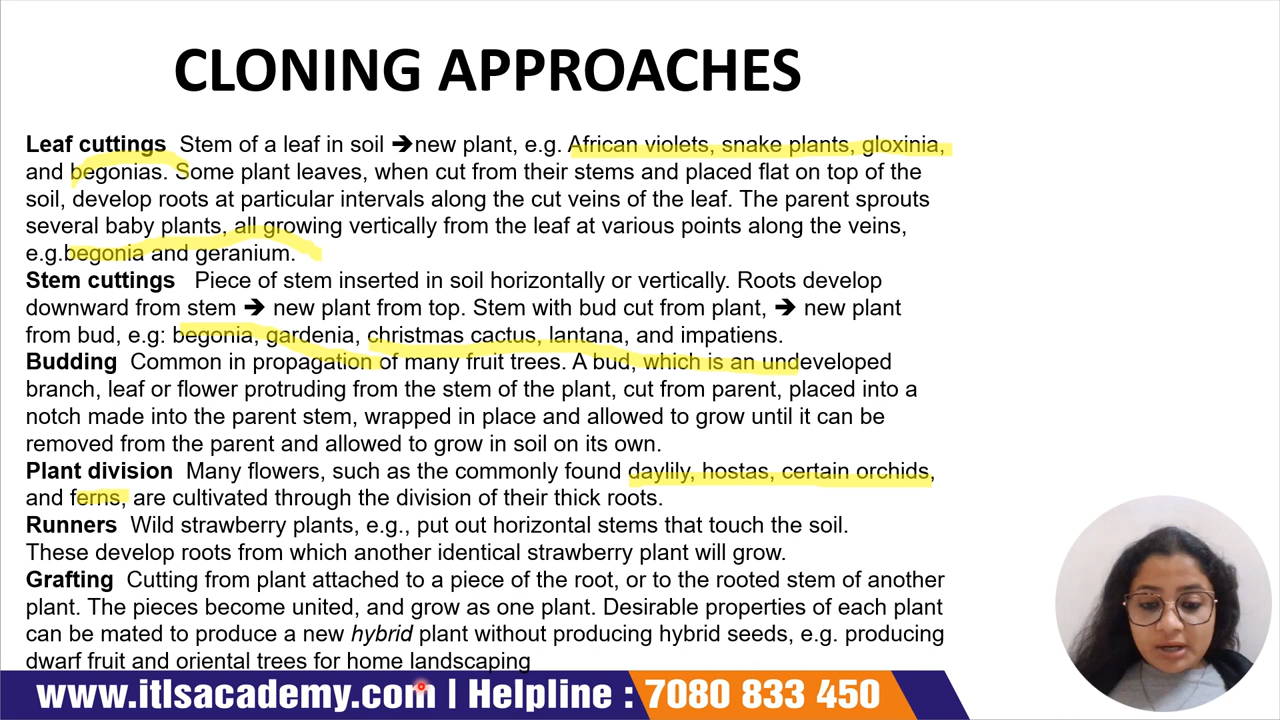 CLONING APPROACHES
Leaf cuttings Stem of a leaf in soil ➔new plant, e.g. African violets, snake plants, gloxinia,
and begonias. Some plant leaves, when cut from their stems and placed flat on top of the
soil, develop roots at particular intervals along the cut veins of the leaf. The parent sprouts
several baby plants, all growing vertically from the leaf at various points along the veins,
e.g.begonia and geranium.
Stem cuttings Piece of stem inserted in soil horizontally or vertically. Roots develop
downward from stem ➔ new plant from top. Stem with bud cut from plant, ➔ new plant
from bud, e.g: begonia, gardenia, christmas cactus, lantana, and impatiens.
Budding Common in propagation of many fruit trees. A bud, which is an undeveloped
branch, leaf or flower protruding from the stem of the plant, cut from parent, placed into a
notch made into the parent stem, wrapped in place and allowed to grow until it can be
removed from the parent and allowed to grow in soil on its own.
Plant division Many flowers, such as the commonly found daylily, hostas, certain orchids,
and ferns, are cultivated through the division of their thick roots.
Runners Wild strawberry plants, e.g., put out horizontal stems that touch the soil.
These develop roots from which another identical strawberry plant will grow.
Grafting Cutting from plant attached to a piece of the root, or to the rooted stem of another
plant. The pieces become united, and grow as one plant. Desirable properties of each plant
can be mated to produce a new hybrid plant without producing hybrid seeds, e.g. producing
dwarf fruit and oriental trees for home landscaping
www.itlsacademy.com | Helpline : 7080 833 450